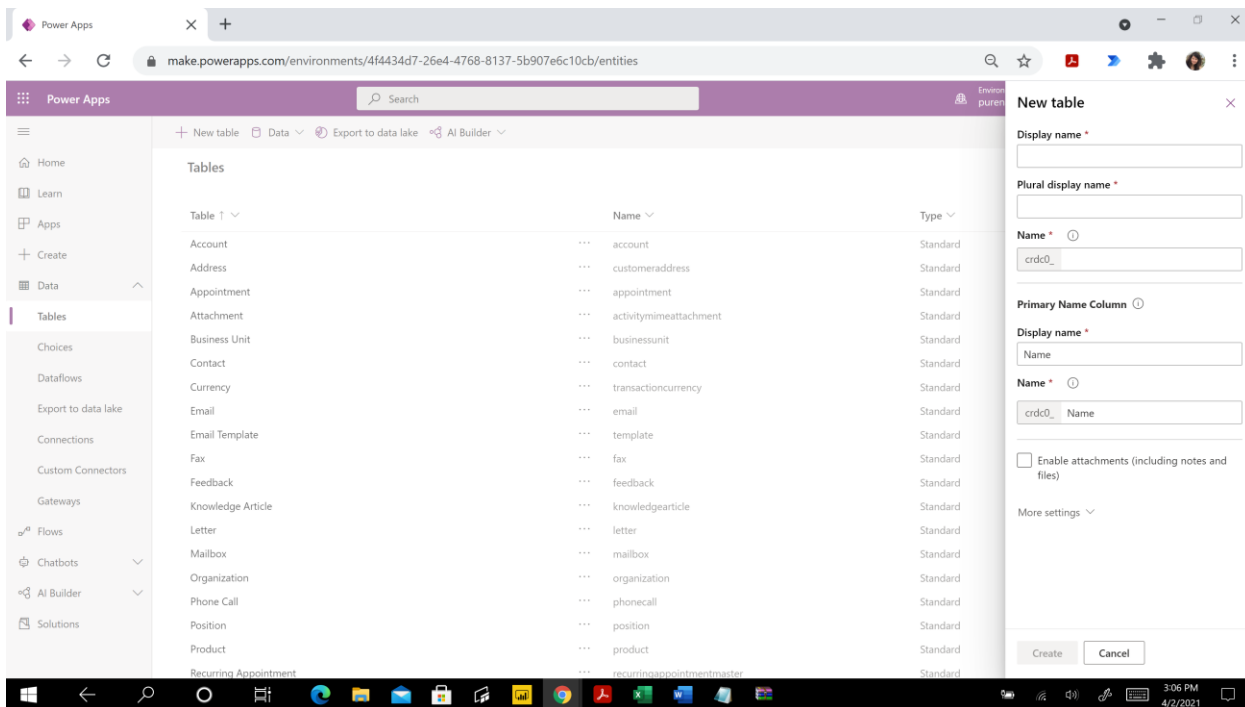 Power Apps
make.powerapps.com/environments/4f4434d7-26e4-4768-8137-5b907e6c10cb/entities
Power Apps
Search
Environ
puren
New table
Data
Export to data lake
AI Builder
Home
Learn
Apps
Create
Data
Tables
Choices
Dataflows
Export to data lake
Connections
Custom Connectors
Gateways
Flows
Chatbots
AI Builder
Solutions
Tables
Table ↑ Name Type
Account ... account Standard
Address ... customeraddress Standard
Appointment ... appointment Standard
Attachment ... activitymimeattachment Standard
Business Unit ... businessunit Standard
Contact ... contact Standard
Currency ... transactioncurrency Standard
Email ... email Standard
Email Template ... template Standard
Fax ... fax Standard
Feedback ... feedback Standard
Knowledge Article ... knowledgearticle Standard
Letter ... letter Standard
Mailbox ... mailbox Standard
Organization ... organization Standard
Phone Call ... phonecall Standard
Position ... position Standard
Product ... product Standard
Recurring Appointment ... recurringappointmentmaster Standard
New table
Display name *
Plural display name *
Name *
crdc0_
Primary Name Column
Display name *
Name
Name *
crdc0_ Name
Enable attachments (including notes and
files)
More settings
Create Cancel
3:06 PM
4/2/2021